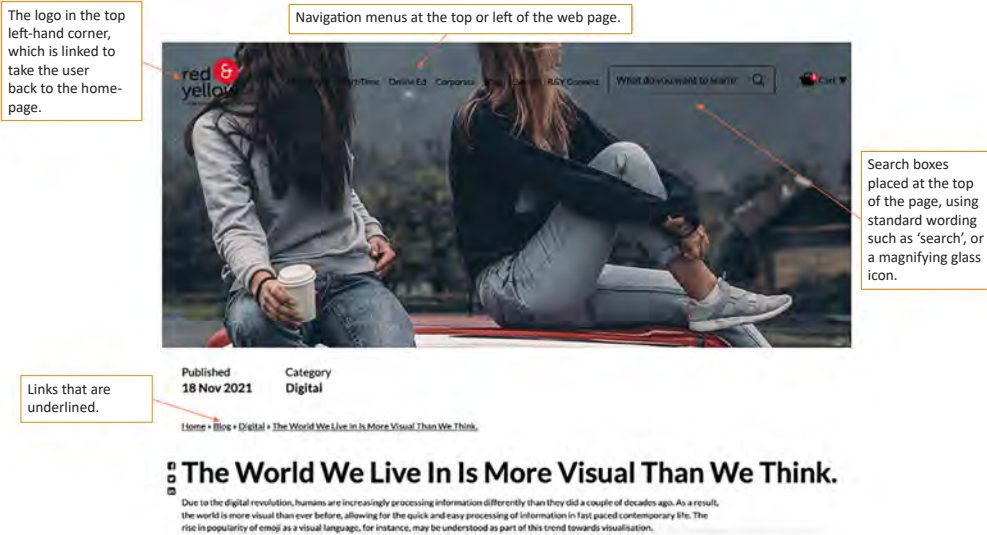 The logo in the top
left-hand corner,
which is linked to
take the user
back to the home-
page.
Navigation menus at the top or left of the web page.
red & yellow
Online Ed Corporate R&Y Connect
What do you want to learn?
Cart
Search boxes
placed at the top
of the page, using
standard wording
such as ‘search’, or
a magnifying glass
icon.
Published Category
18 Nov 2021 Digital
Links that are
underlined.
Home • Blog • Digital • The World We Live In Is More Visual Than We Think.
The World We Live In Is More Visual Than We Think.
Due to the digital revolution, humans are increasingly processing information differently than they did a couple of decades ago. As a result,
the world is more visual than ever before, allowing for the quick and easy processing of information in fast paced contemporary life. The
rise in popularity of emoji as a visual language, for instance, may be understood as part of this trend towards visualisation.